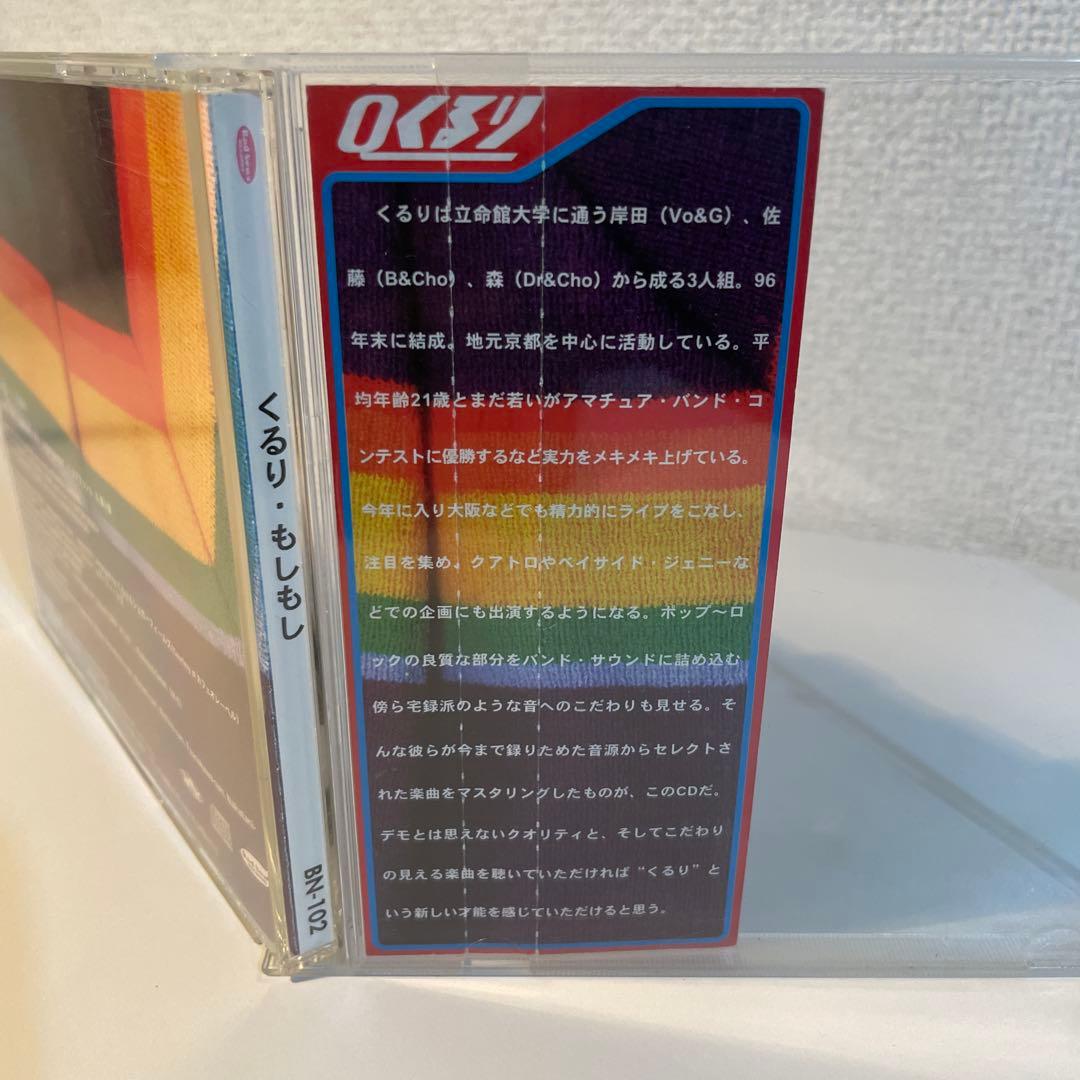 Qくるり
くるりは立命館大学に通う岸田（Vo&G）、佐
藤（B&Cho）、森（Dr&Cho）から成る3人組。96
年末に結成。地元京都を中心に活動している。平
均年齢21歳とまだ若いがアマチュア・バンド・コ
ンテストに優勝するなど実力をメキメキ上げている。
今年に入り大阪などでも精力的にライブをこなし、
注目を集め。クアトロやベイサイド・ジェニーな
どでの企画にも出演するようになる。ポップ〜ロ
ックの良質な部分をバンド・サウンドに詰め込む
傍ら宅録派のような音へのこだわりも見せる。そ
んな彼らが今まで録りためた音源からセレクトさ
れた楽曲をマスタリングしたものが、このCDだ。
デモとは思えないクオリティと、そしてこだわり
の見える楽曲を聴いていただければ“くるり”と
いう新しい才能を感じていただけると思う。
くるり・もしもし
BN-102